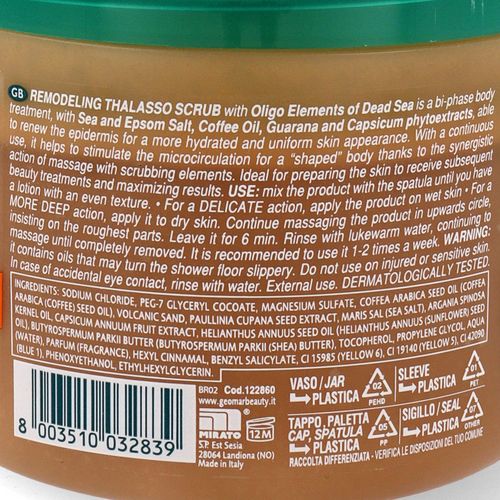 GB REMODELING THALASSO SCRUB with Oligo Elements of Dead Sea is a bi-phase body
treatment, with Sea and Epsom Salt, Coffee Oil, Guarana and Capsicum phytoextracts, able
to renew the epidermis for a more hydrated and uniform skin appearance. With a continuous
use, it helps to stimulate the microcirculation for a “shaped” body thanks to the synergistic
action of massage with scrubbing elements. Ideal for preparing the skin to receive subsequent
beauty treatments and maximizing results. USE: mix the product with the spatula until you have
a lotion with an even texture. • For a DELICATE action, apply the product on wet skin • For a
MORE DEEP action, apply it to dry skin. Continue massaging the product in upwards circle,
insisting on the roughest parts. Leave it for 6 min. Rinse with lukewarm water, continuing to
massage until completely removed. It is recommended to use it 1-2 times a week. WARNING:
it contains oils that may turn the shower floor slippery. Do not use on injured or sensitive skin.
In case of accidental eye contact, rinse with water. External use. DERMATOLOGICALLY TESTED.
INGREDIENTS: SODIUM CHLORIDE, PEG-7 GLYCERYL COCOATE, MAGNESIUM SULFATE, COFFEA ARABICA SEED OIL (COFFEA
ARABICA (COFFEE) SEED OIL), VOLCANIC SAND, PAULLINIA CUPANA SEED EXTRACT, MARIS SAL (SEA SALT), ARGANIA SPINOSA
KERNEL OIL, CAPSICUM ANNUUM FRUIT EXTRACT, HELIANTHUS ANNUUS SEED OIL (HELIANTHUS ANNUUS (SUNFLOWER) SEED
OIL), BUTYROSPERMUM PARKII BUTTER (BUTYROSPERMUM PARKII (SHEA) BUTTER), TOCOPHEROL, PROPYLENE GLYCOL, AQUA
(WATER), PARFUM (FRAGRANCE), HEXYL CINNAMAL, BENZYL SALICYLATE, CI 15985 (YELLOW 6), CI 19140 (YELLOW 5), CI 42090
(BLUE 1), PHENOXYETHANOL, ETHYLHEXYLGLYCERIN.
8 003510 032839
BR02 Cod.122860
www.geomarbeauty.it
MIRATO
12M
S.P. Est Sesia
28064 Landiona (NO)
Made in Italy
VASO/JAR
PLASTICA
02
PEHD
SLEEVE
PLASTICA
01
PET
TAPPO, PALETTA
CAP, SPATULA
PLASTICA
05
PP
SIGILLO/SEAL
PLASTICA
07
OTHER
RACCOLTA DIFFERENZIATA - VERIFICA LE DISPOSIZIONI DEL TUO COMUNE